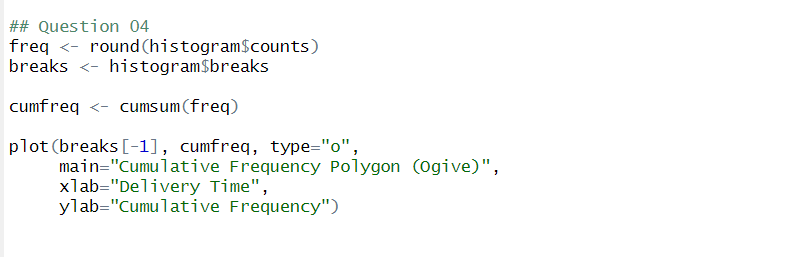 ## Question 04
freq <- round(histogram$counts)
breaks <- histogram$breaks
cumfreq <- cumsum(freq)
plot(breaks[-1], cumfreq, type="o",
main="Cumulative Frequency Polygon (Ogive)",
xlab="Delivery Time",
ylab="Cumulative Frequency")